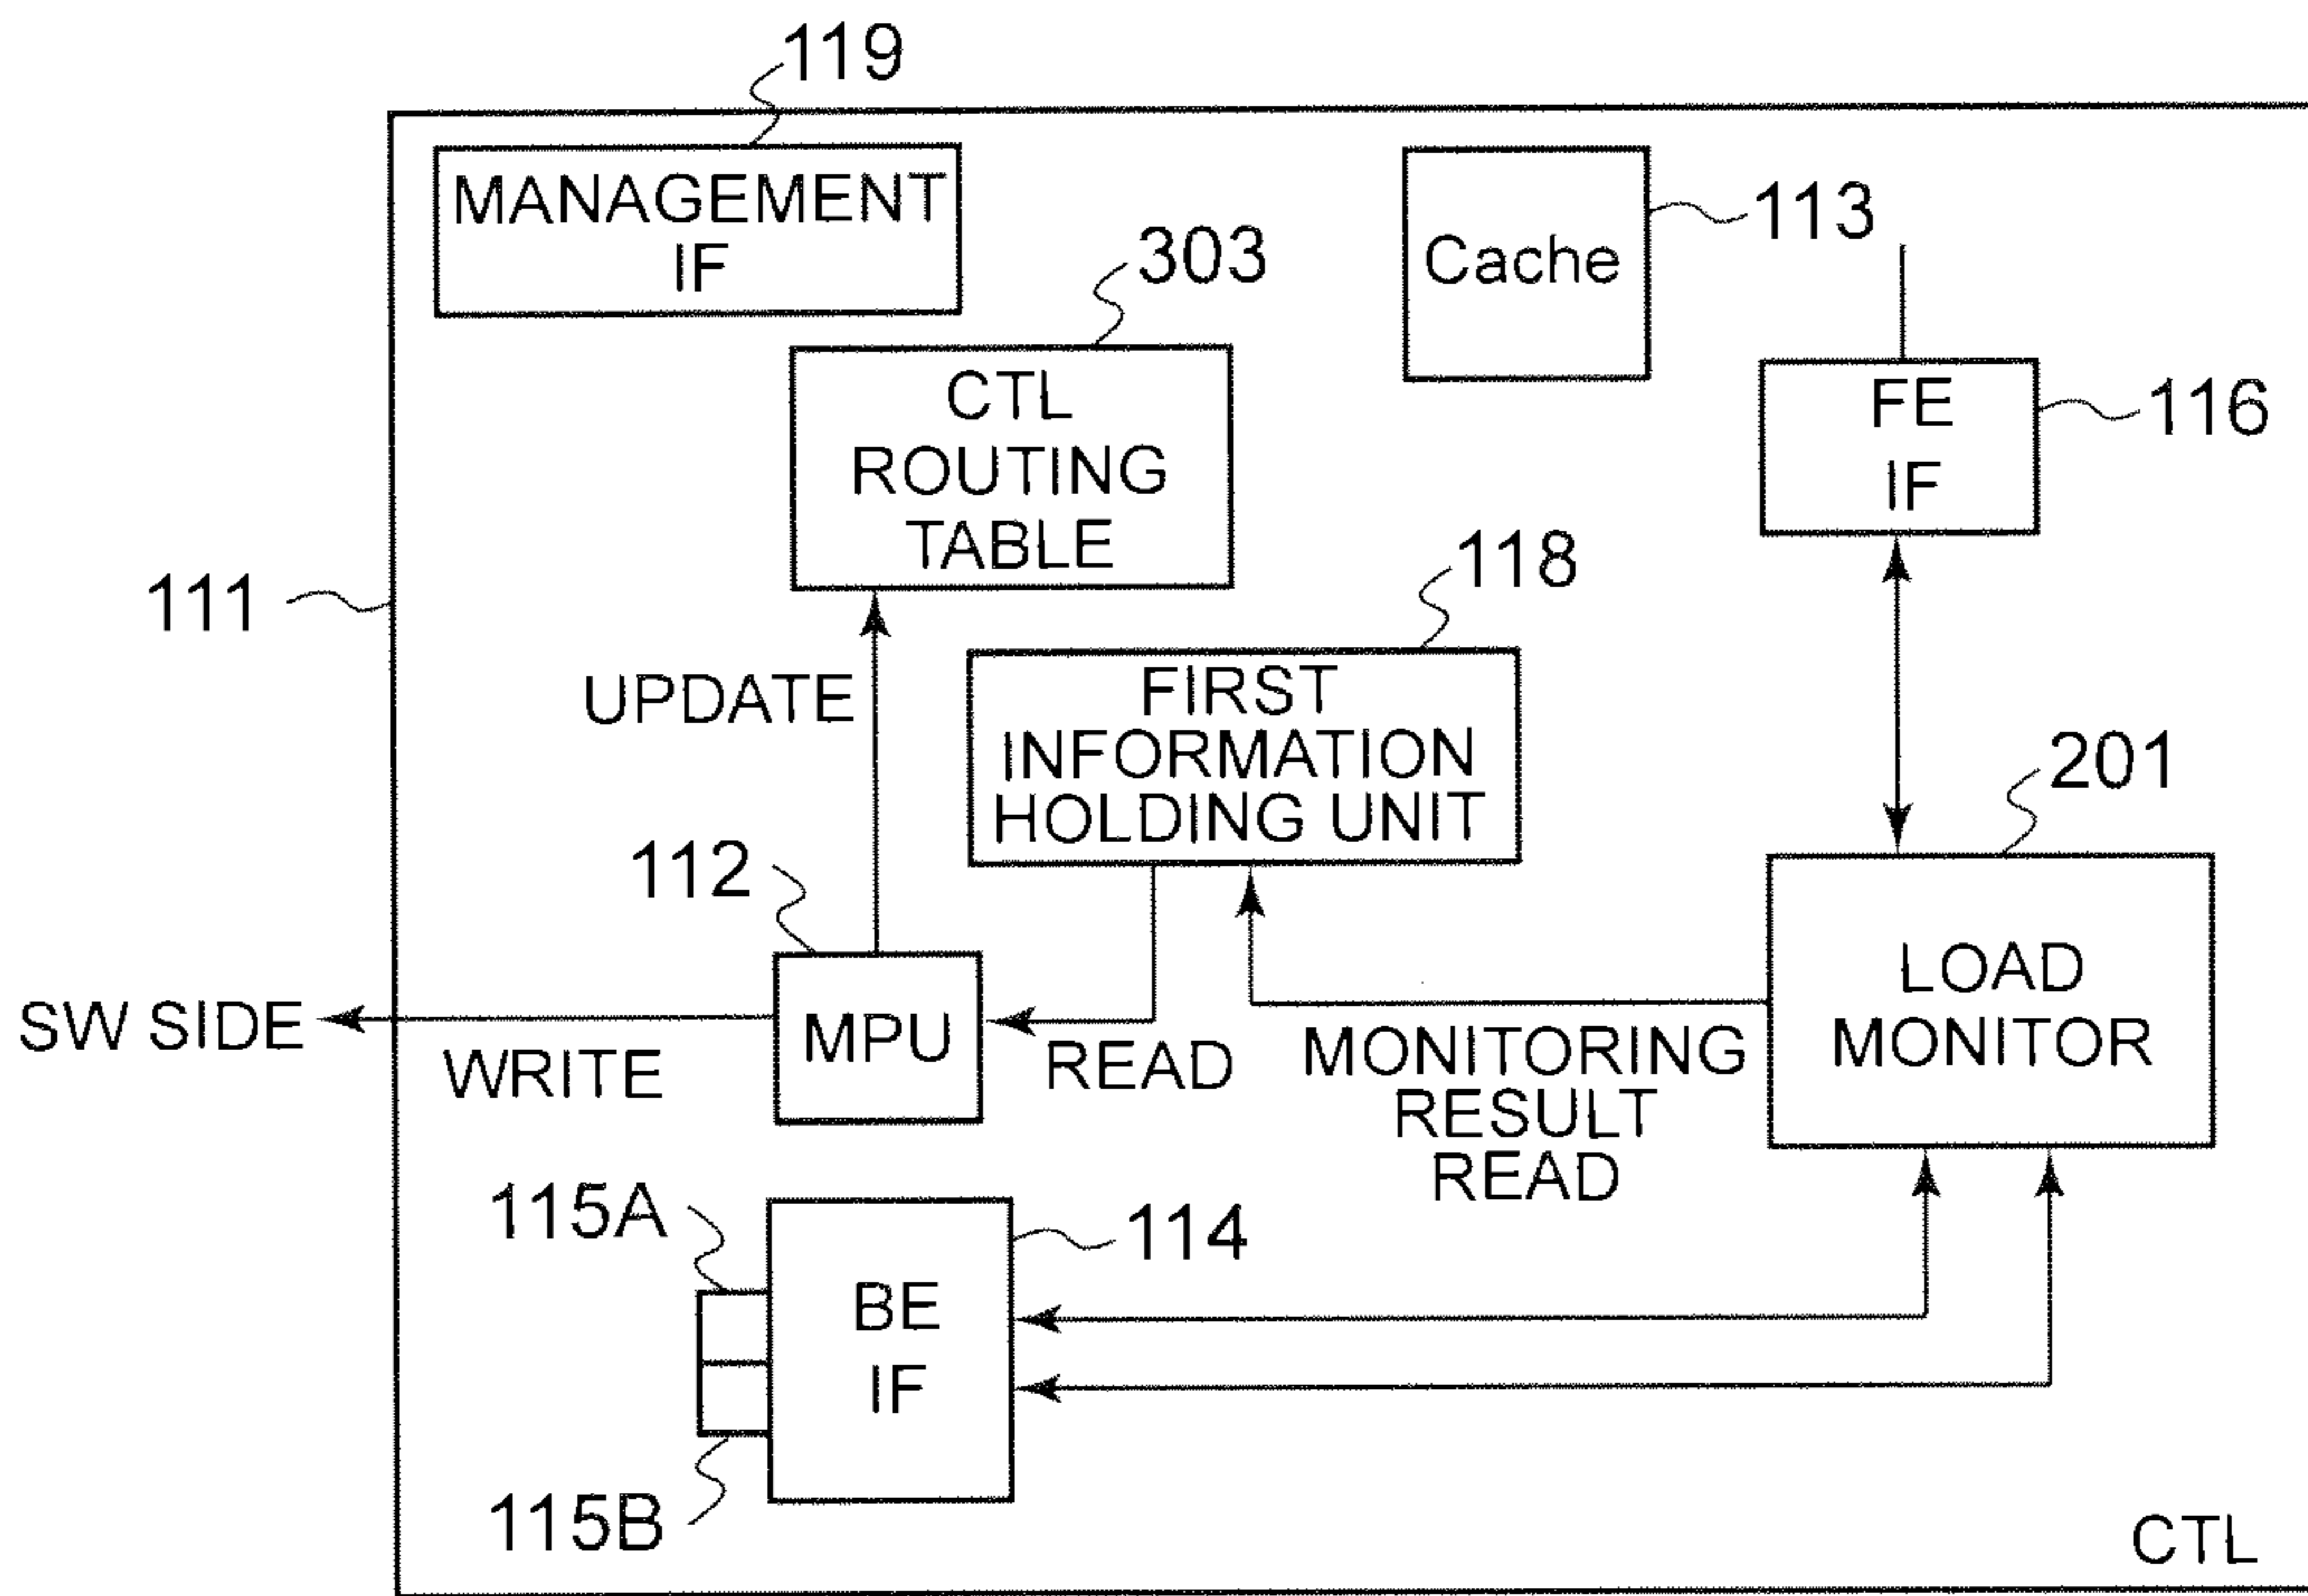 119
MANAGEMENT
IF
Cache
113
303
CTL
ROUTING
TABLE
FE
IF
116
111
118
UPDATE
FIRST
INFORMATION
HOLDING UNIT
201
112
LOAD
MONITOR
SW SIDE
WRITE
MPU
READ
MONITORING
RESULT
READ
115A
114
BE
IF
115B
CTL